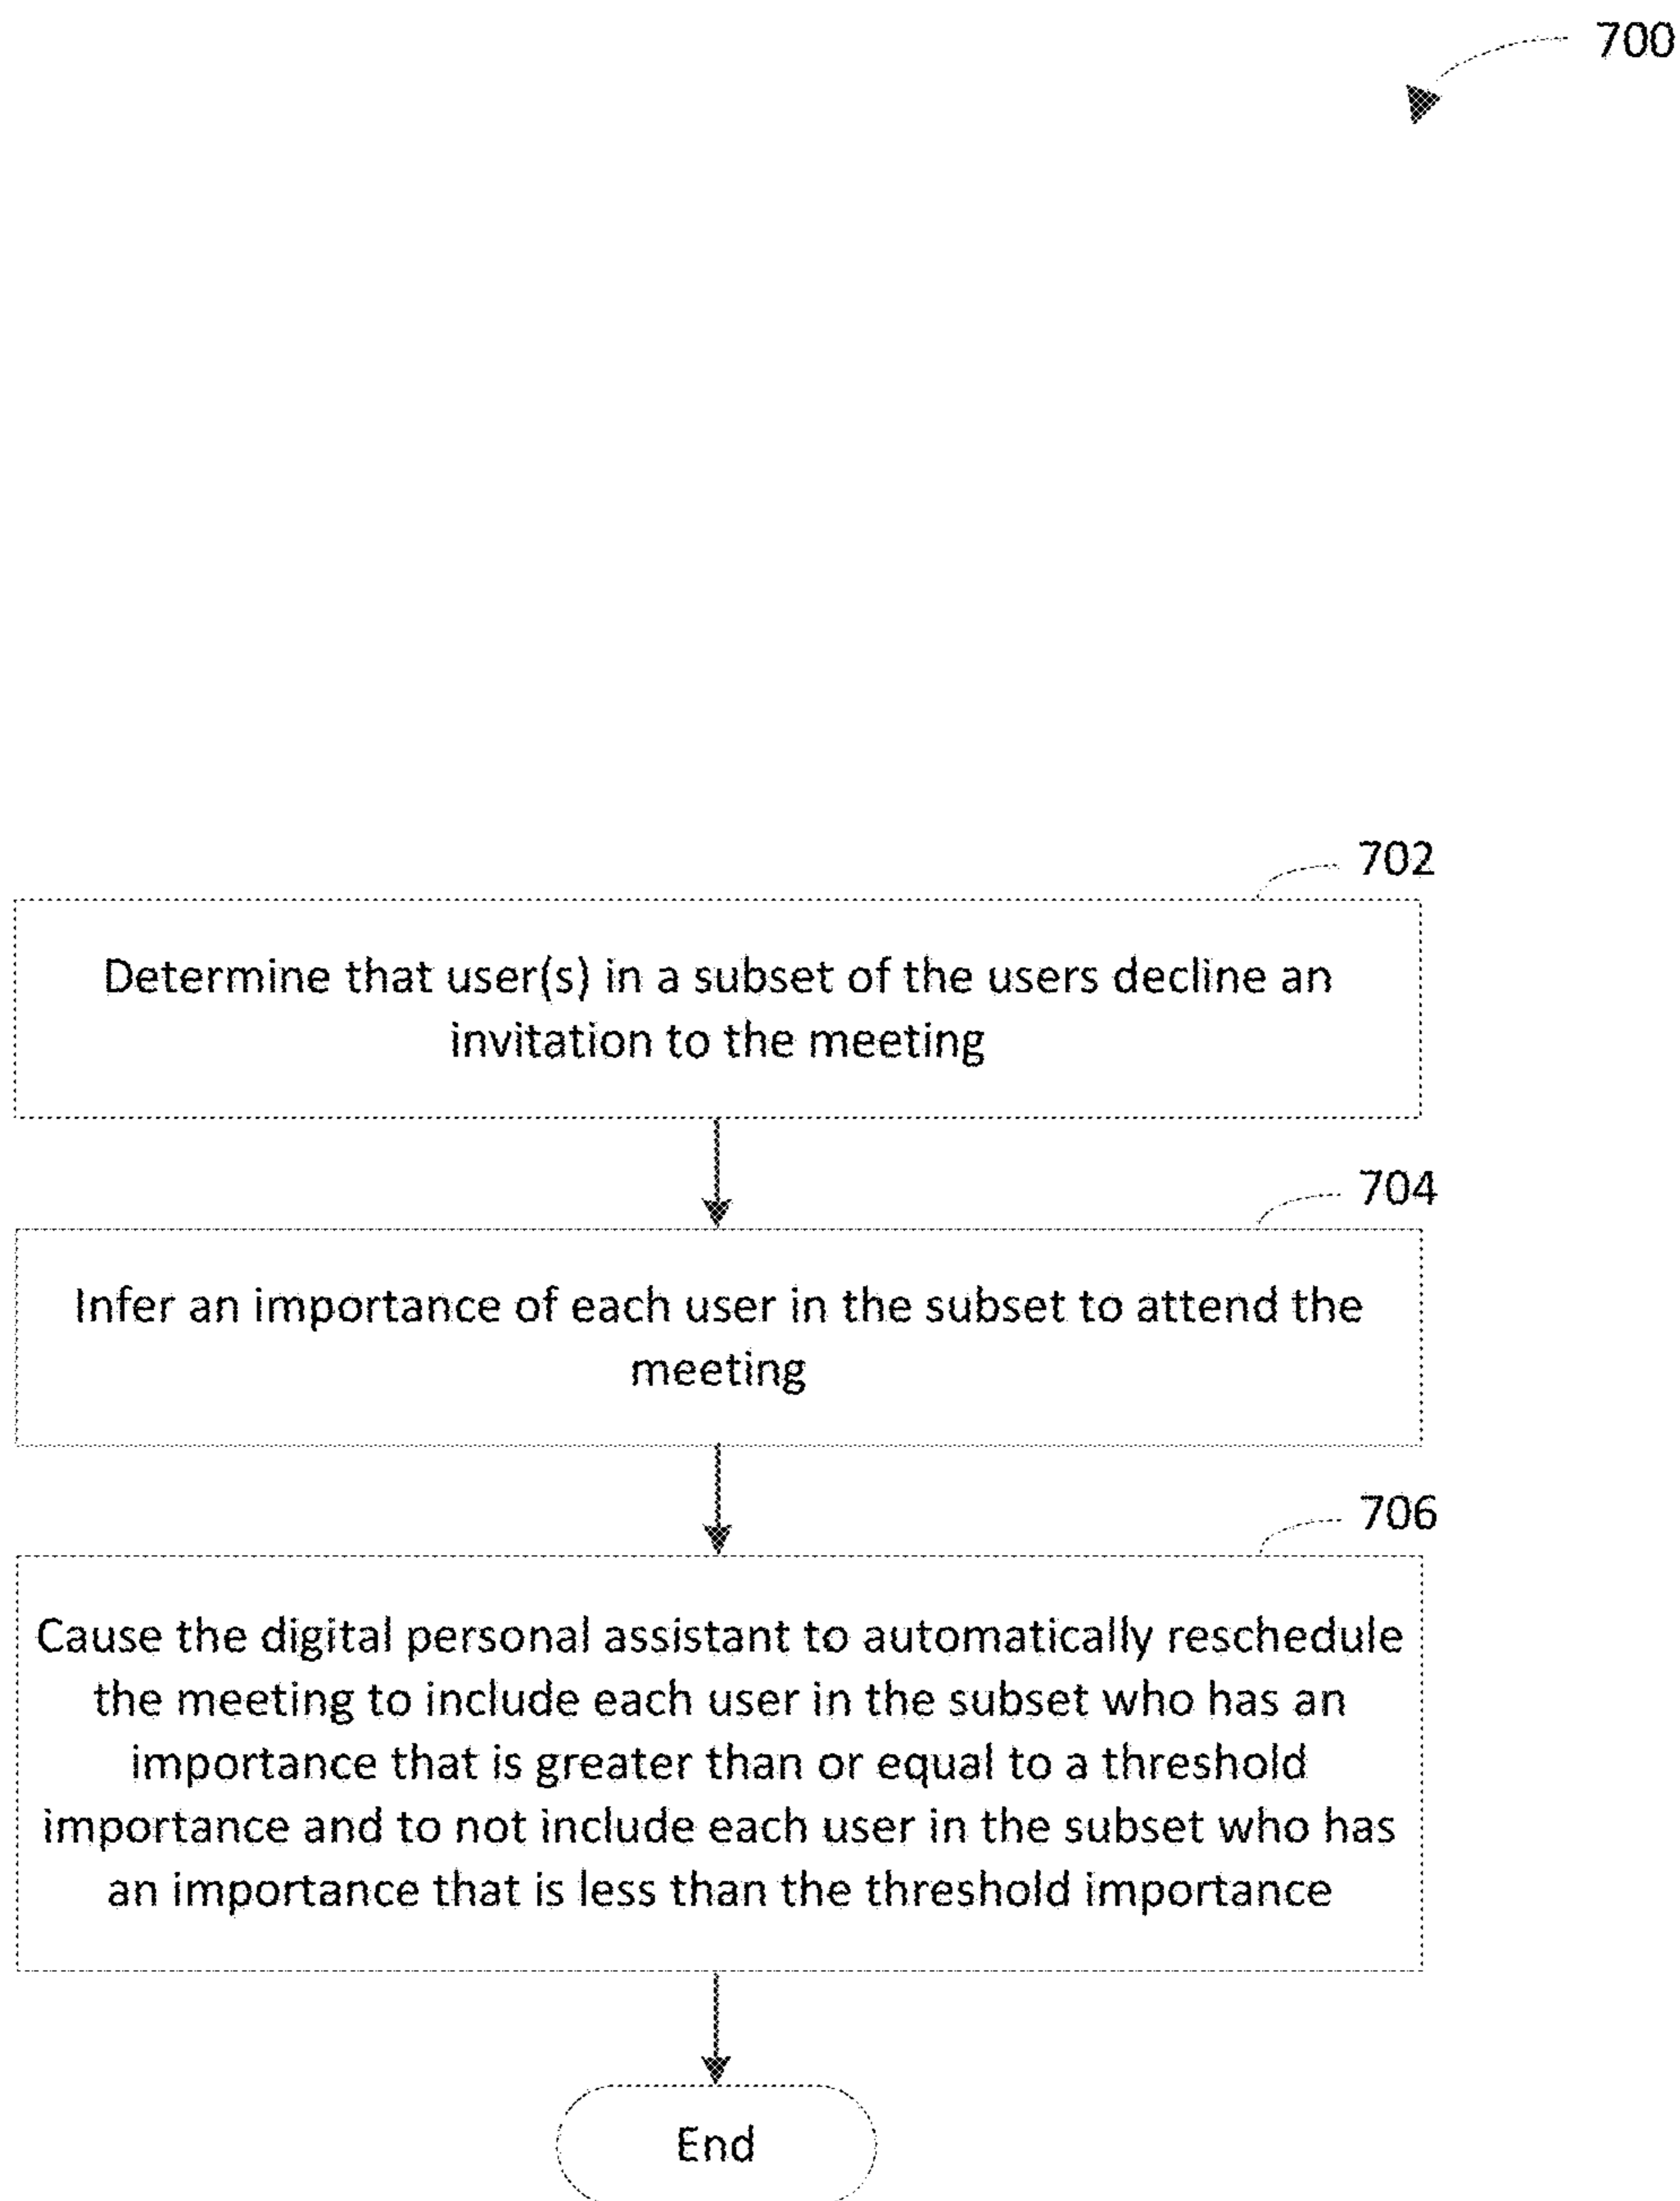 700
702
Determine that user(s) in a subset of the users decline an
invitation to the meeting
704
Infer an importance of each user in the subset to attend the
meeting
706
Cause the digital personal assistant to automatically reschedule
the meeting to include each user in the subset who has an
importance that is greater than or equal to a threshold
importance and to not include each user in the subset who has
an importance that is less than the threshold importance
End